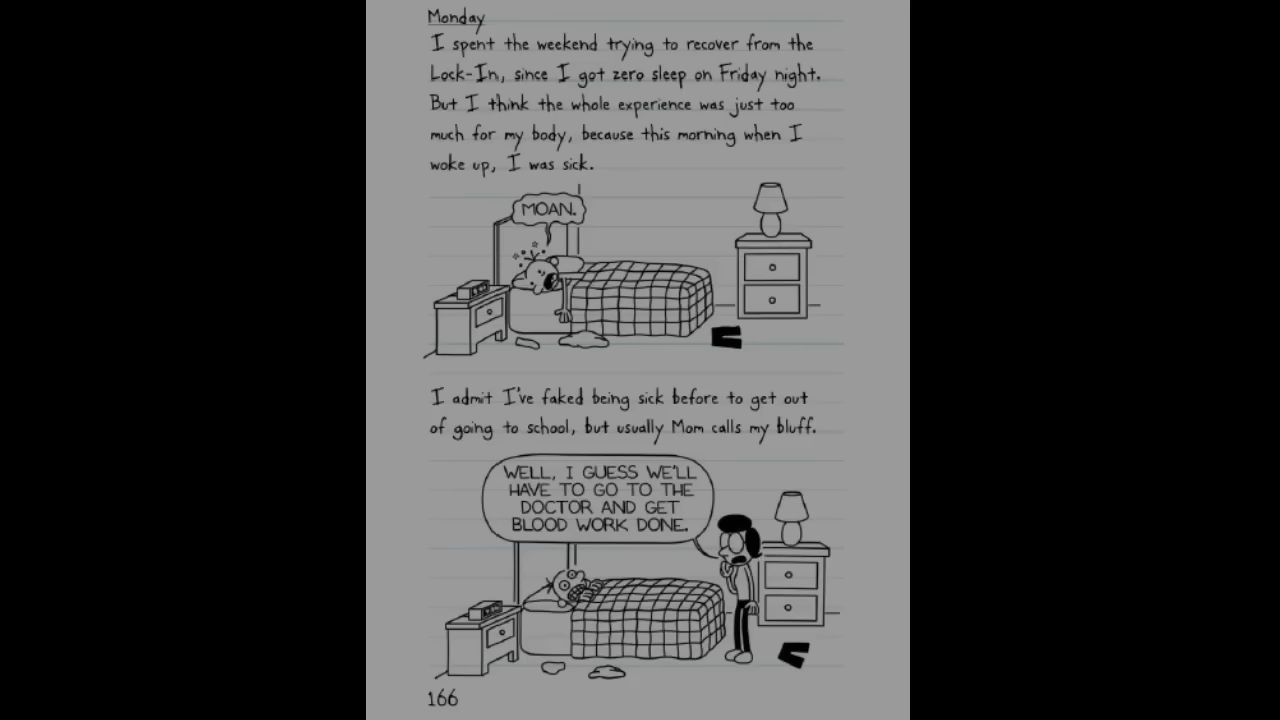 Monday
I spent the weekend trying to recover from the
Lock-In, since I got zero sleep on Friday night.
But I think the whole experience was just too
much for my body, because this morning when I
woke up, I was sick.
MOAN.
I admit I've faked being sick before to get out
of going to school, but usually Mom calls my bluff.
WELL, I GUESS WE'LL
HAVE TO GO TO THE
DOCTOR AND GET
BLOOD WORK DONE.
166